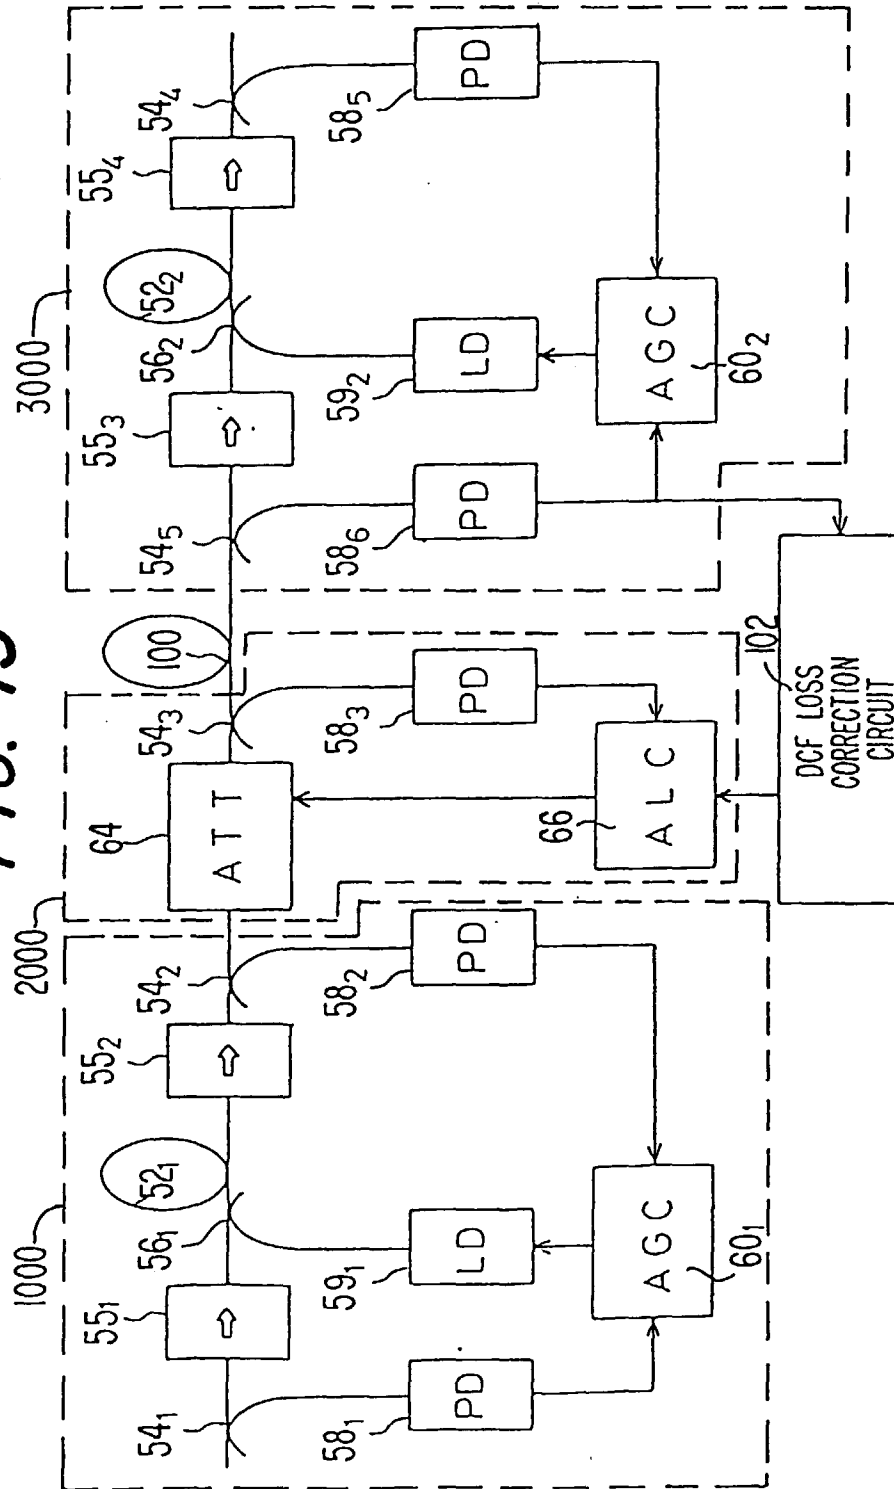 3000
54₄
55₄
PD
58₅
52₂
56₂
LD
59₂
AGC
60₂
55₃
54₅
PD
58₆
100
102
DCF LOSS
CORRECTION
CIRCUIT
2000
54₃
PD
58₃
64
ATT
66
ALC
1000
54₂
PD
58₂
55₂
52₁
56₁
LD
59₁
AGC
60₁
55₁
54₁
PD
58₁